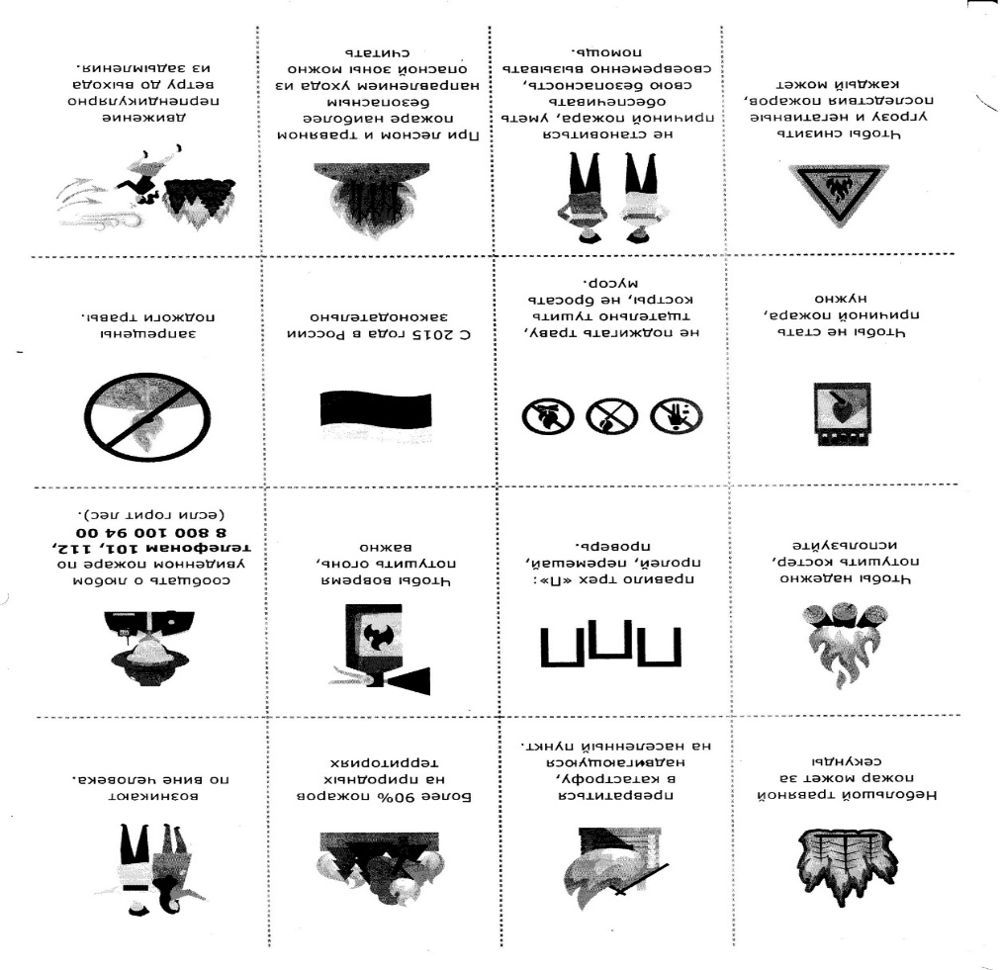 Небольшой травяной
пожар может за
секунды
превратиться
в катастрофу,
надвигающуюся
на населенный пункт.
Более 90% пожаров
на природных
территориях
возникают
по вине человека.
Чтобы надежно
потушить костер,
используйте
П П П
правило трех «П»:
пролей, перемешай,
проверь.
Чтобы вовремя
потушить огонь,
важно
сообщать о любом
увиденном пожаре по
телефонам 101, 112,
8 800 100 94 00
(если горит лес).
Чтобы не стать
причиной пожара,
нужно
не поджигать траву,
тщательно тушить
костры, не бросать
мусор.
С 2015 года в России
законодательно
запрещены
поджоги травы.
Чтобы снизить
угрозу и негативные
последствия пожаров,
каждый может
не становиться
причиной пожара, уметь
обеспечивать
свою безопасность,
своевременно вызывать
помощь.
При лесном и травяном
пожаре наиболее
безопасным
направлением ухода из
опасной зоны можно
считать
движение
перпендикулярно
ветру до выхода
из задымления.